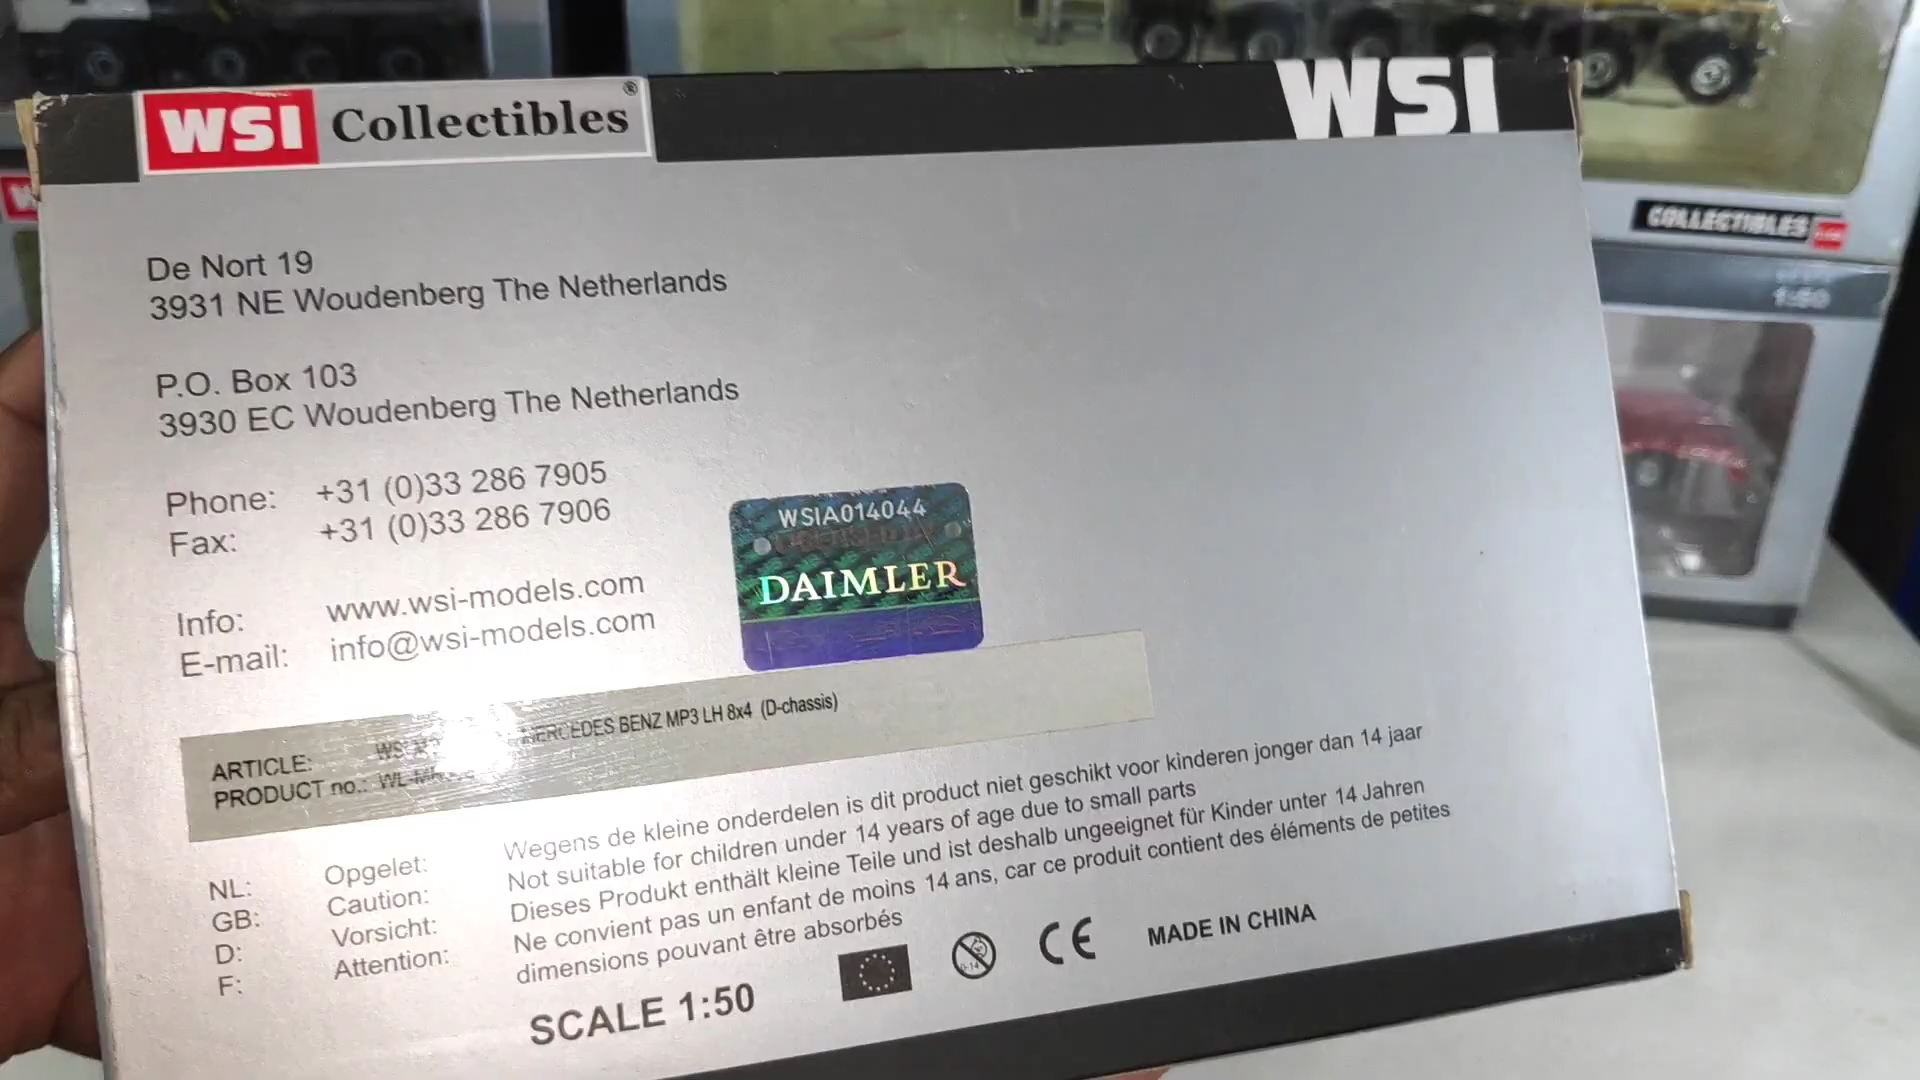 WSI Collectibles®
WSI
De Nort 19
3931 NE Woudenberg The Netherlands
P.O. Box 103
3930 EC Woudenberg The Netherlands
Phone: +31 (0)33 286 7905
Fax: +31 (0)33 286 7906
Info: www.wsi-models.com
E-mail: info@wsi-models.com
WSIA014044
DAIMLER
ARTICLE: MERCEDES BENZ MP3 LH 8x4 (D-chassis)
PRODUCT no.:
NL: Opgelet: Wegens de kleine onderdelen is dit product niet geschikt voor kinderen jonger dan 14 jaar
GB: Caution: Not suitable for children under 14 years of age due to small parts
D: Vorsicht: Dieses Produkt enthält kleine Teile und ist deshalb ungeeignet für Kinder unter 14 Jahren
F: Attention: Ne convient pas un enfant de moins 14 ans, car ce produit contient des éléments de petites
dimensions pouvant être absorbés
SCALE 1:50
0-14
CE
MADE IN CHINA
COLLECTIBLES
1:50